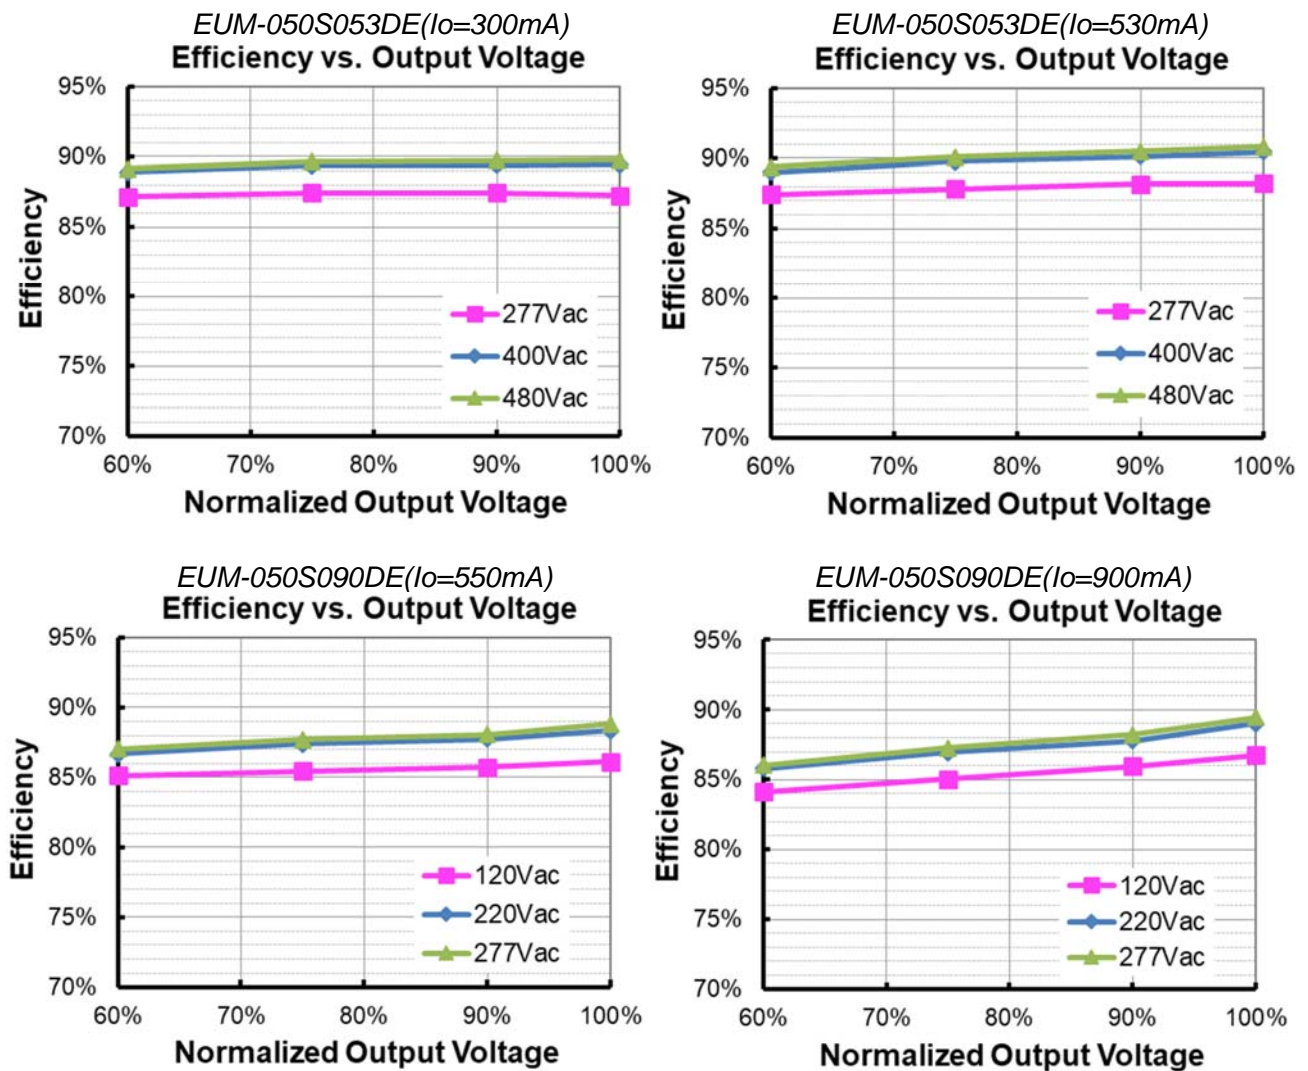 EUM-050S053DE(Io=300mA)
Efficiency vs. Output Voltage
95%
90%
85%
80%
75%
70%
Efficiency
277Vac
400Vac
480Vac
60%
70%
80%
90%
100%
Normalized Output Voltage
EUM-050S053DE(Io=530mA)
Efficiency vs. Output Voltage
95%
90%
85%
80%
75%
70%
Efficiency
277Vac
400Vac
480Vac
60%
70%
80%
90%
100%
Normalized Output Voltage
EUM-050S090DE(Io=550mA)
Efficiency vs. Output Voltage
95%
90%
85%
80%
75%
70%
Efficiency
120Vac
220Vac
277Vac
60%
70%
80%
90%
100%
Normalized Output Voltage
EUM-050S090DE(Io=900mA)
Efficiency vs. Output Voltage
95%
90%
85%
80%
75%
70%
Efficiency
120Vac
220Vac
277Vac
60%
70%
80%
90%
100%
Normalized Output Voltage